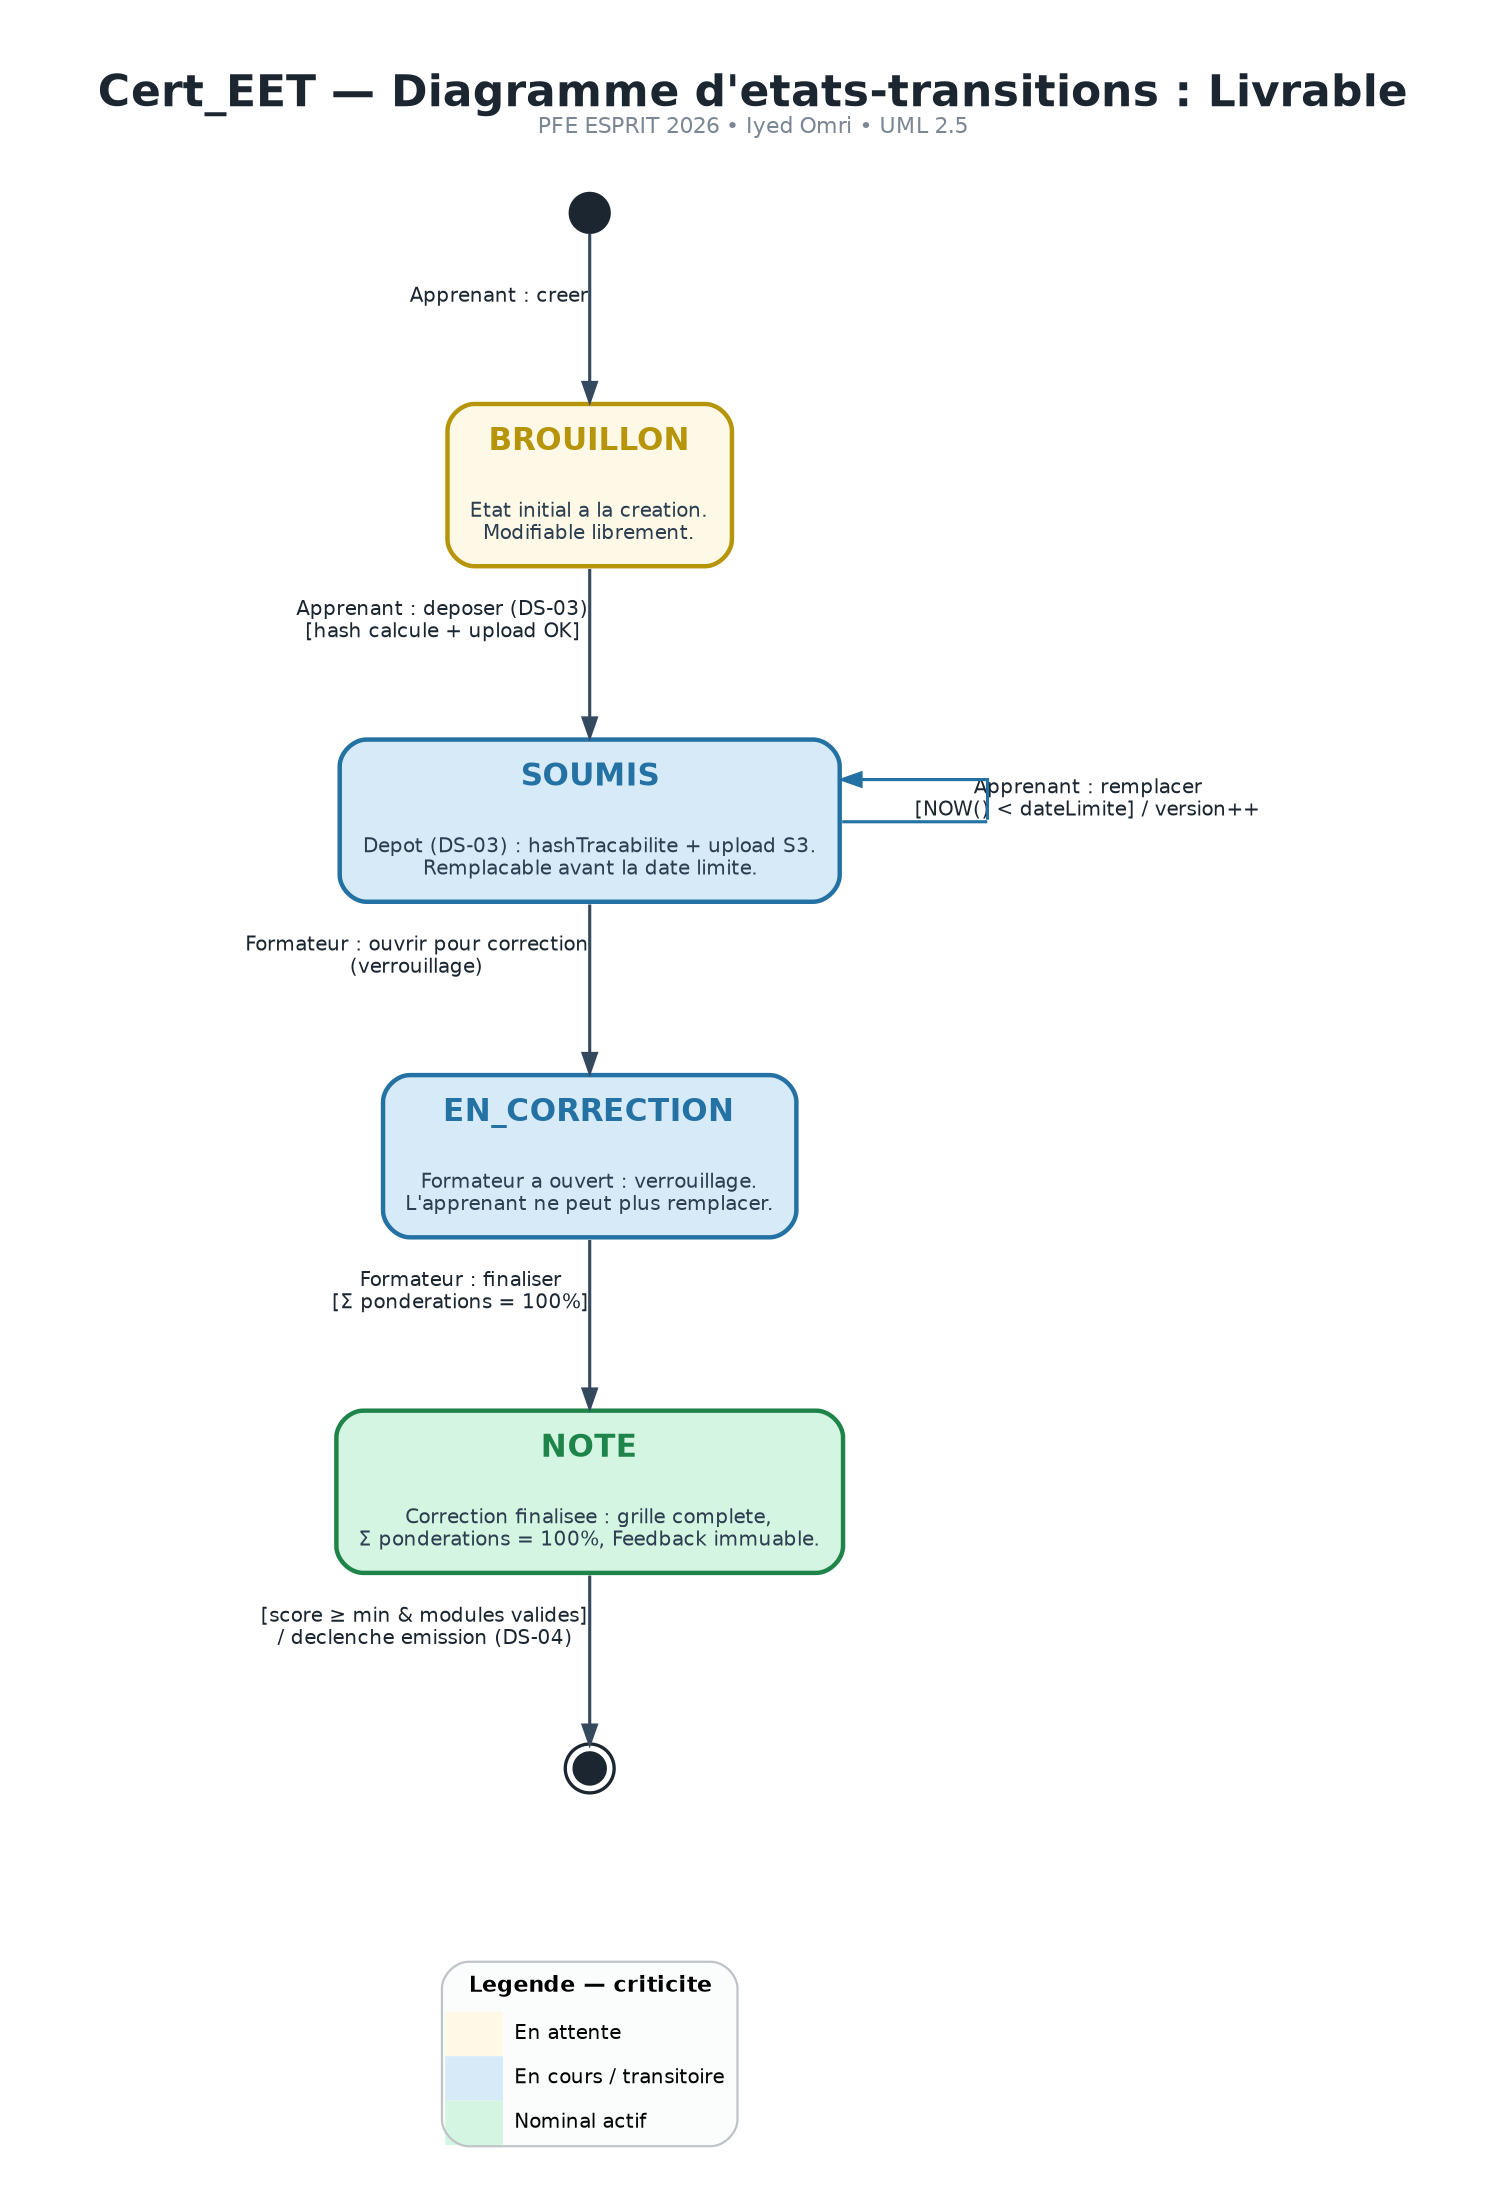 Cert_EET — Diagramme d'etats-transitions : Livrable
PFE ESPRIT 2026 • Iyed Omri • UML 2.5
Apprenant : creer
BROUILLON
Etat initial a la creation.
Modifiable librement.
Apprenant : deposer (DS-03)
[hash calcule + upload OK]
SOUMIS
Depot (DS-03) : hashTracabilite + upload S3.
Remplacable avant la date limite.
Apprenant : remplacer
[NOW() < dateLimite] / version++
Formateur : ouvrir pour correction
(verrouillage)
EN_CORRECTION
Formateur a ouvert : verrouillage.
L'apprenant ne peut plus remplacer.
Formateur : finaliser
[Σ ponderations = 100%]
NOTE
Correction finalisee : grille complete,
Σ ponderations = 100%, Feedback immuable.
[score ≥ min & modules valides]
/ declenche emission (DS-04)
Legende — criticite
En attente
En cours / transitoire
Nominal actif